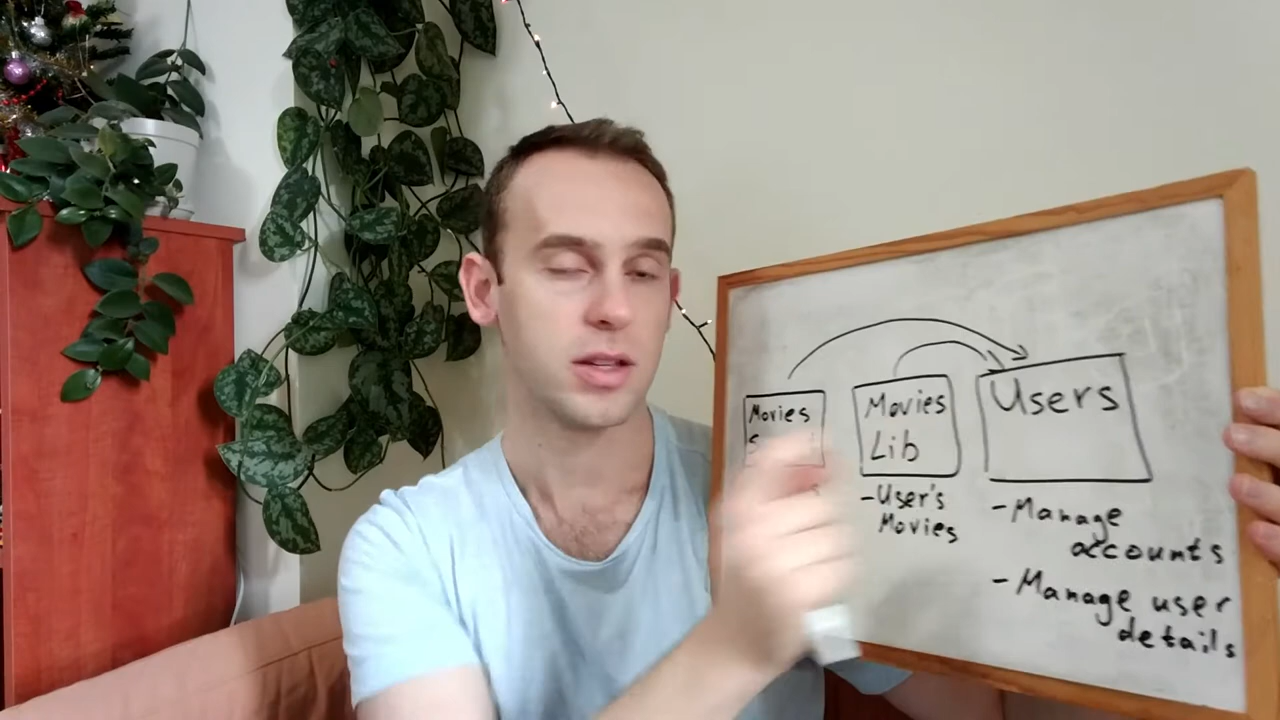 Movies
Movies
Lib
-User's
Movies
Users
-Manage
accounts
-Manage user
details